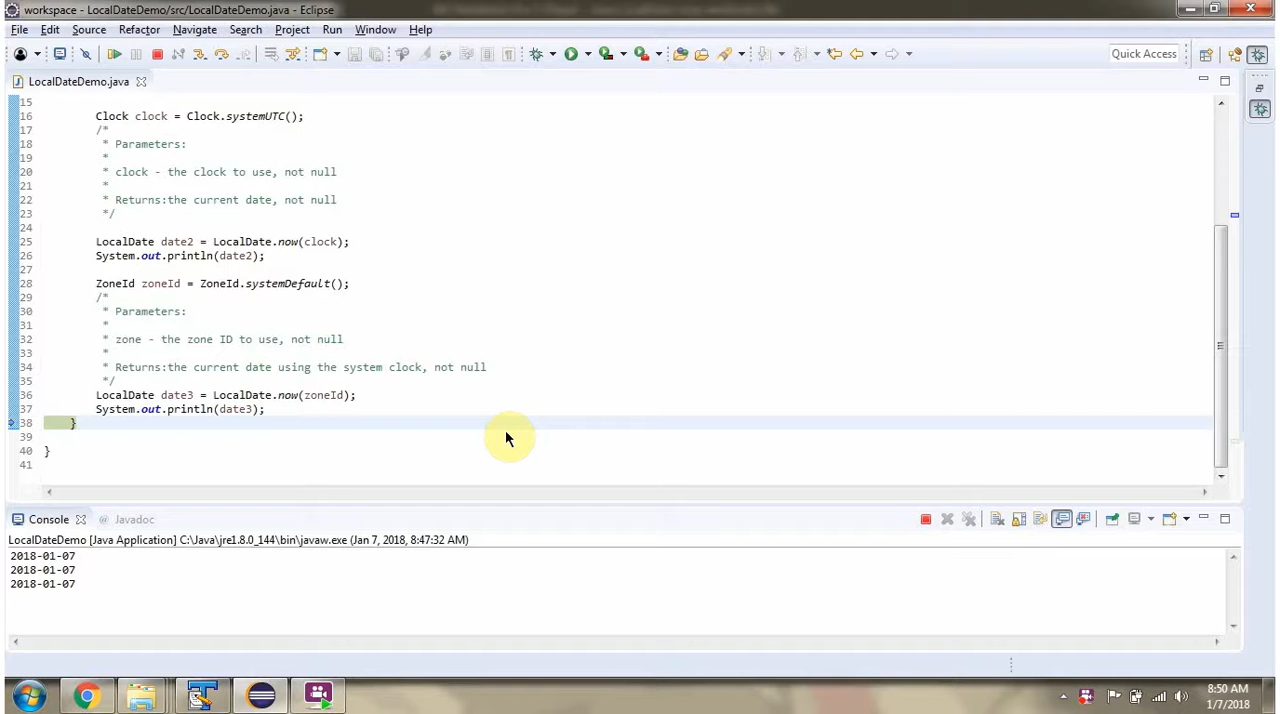 workspace - LocalDateDemo/src/LocalDateDemo.java - Eclipse
File Edit Source Refactor Navigate Search Project Run Window Help
Quick Access
LocalDateDemo.java
15
16 Clock clock = Clock.systemUTC();
17 /*
18 * Parameters:
19 *
20 * clock - the clock to use, not null
21 *
22 * Returns:the current date, not null
23 */
24
25 LocalDate date2 = LocalDate.now(clock);
26 System.out.println(date2);
27
28 ZoneId zoneId = ZoneId.systemDefault();
29 /*
30 * Parameters:
31 *
32 * zone - the zone ID to use, not null
33 *
34 * Returns:the current date using the system clock, not null
35 */
36 LocalDate date3 = LocalDate.now(zoneId);
37 System.out.println(date3);
38 }
39
40 }
41
Console @ Javadoc
LocalDateDemo [Java Application] C:\Java\jre1.8.0_144\bin\javaw.exe (Jan 7, 2018, 8:47:32 AM)
2018-01-07
2018-01-07
2018-01-07
8:50 AM
1/7/2018